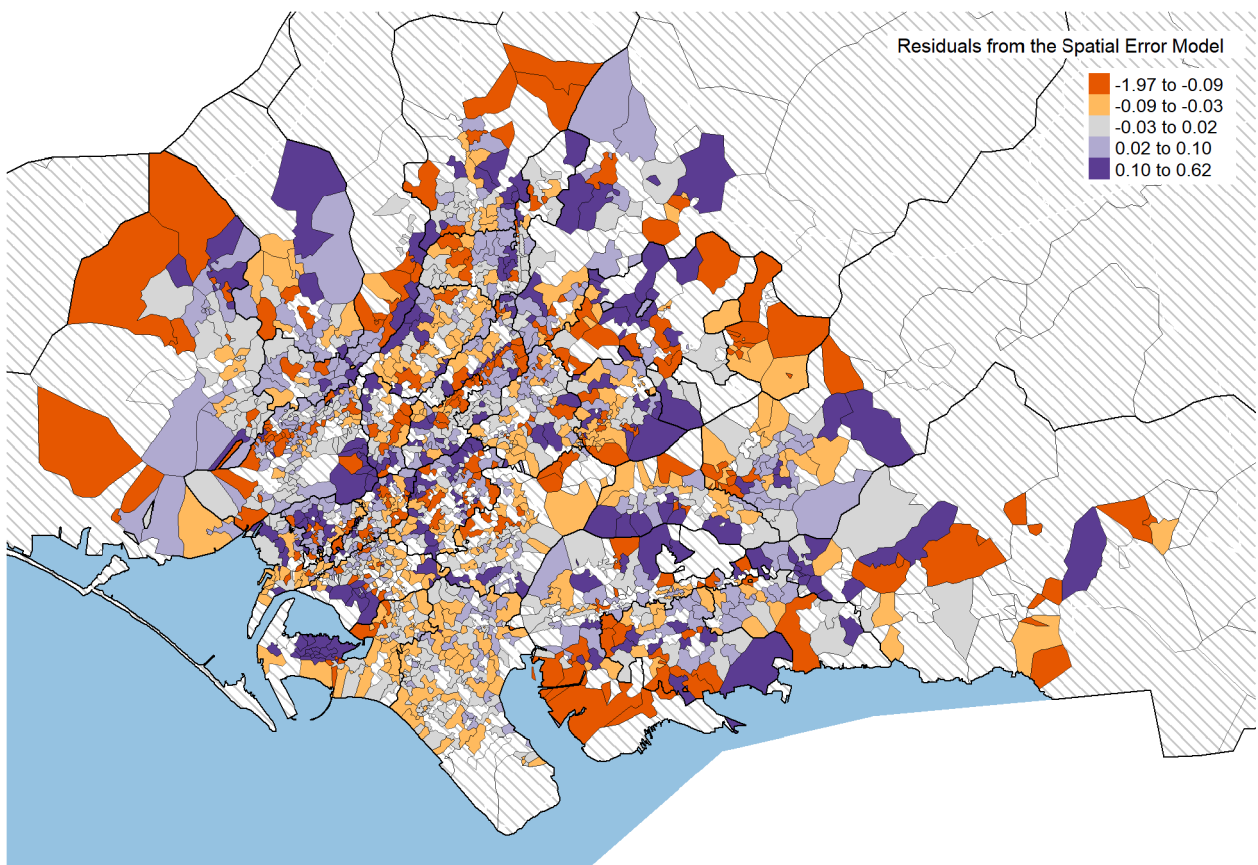 Residuals from the Spatial Error Model
-1.97 to -0.09
-0.09 to -0.03
-0.03 to 0.02
0.02 to 0.10
0.10 to 0.62